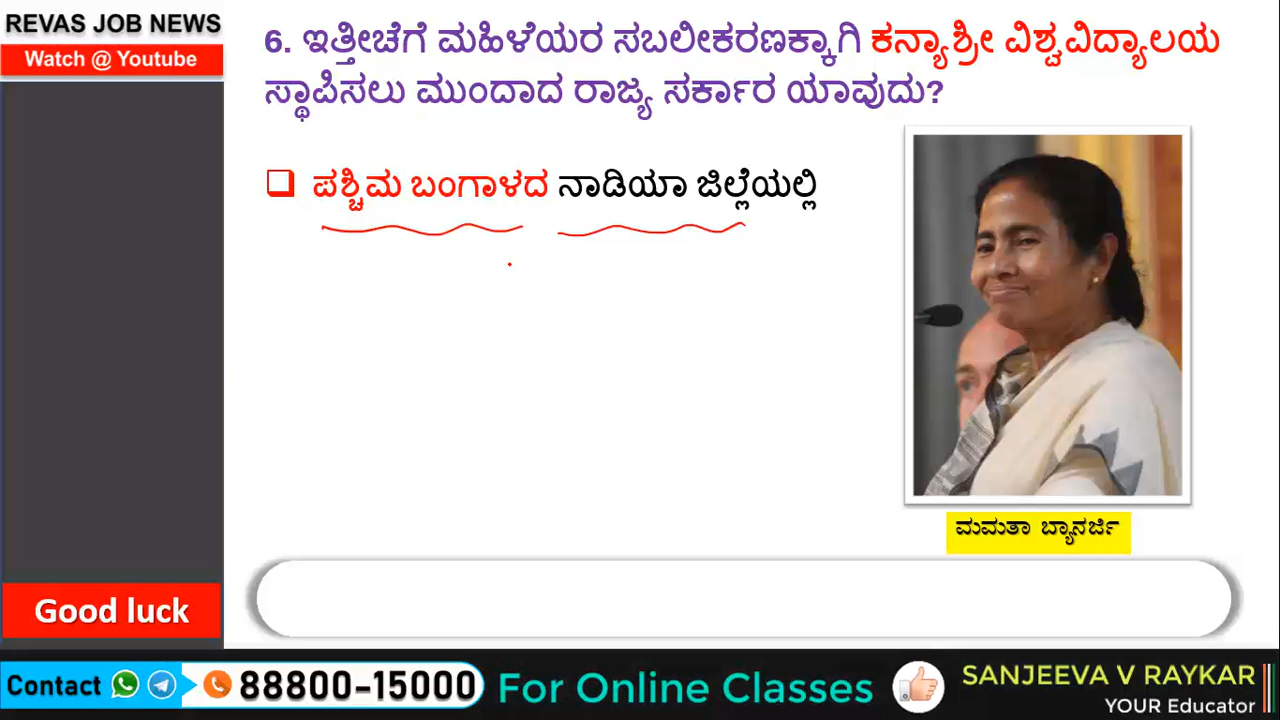 REVAS JOB NEWS
Watch @ Youtube
6. ಇತ್ತೀಚೆಗೆ ಮಹಿಳೆಯರ ಸಬಲೀಕರಣಕ್ಕಾಗಿ ಕನ್ಯಾಶ್ರೀ ವಿಶ್ವವಿದ್ಯಾಲಯ
ಸ್ಥಾಪಿಸಲು ಮುಂದಾದ ರಾಜ್ಯ ಸರ್ಕಾರ ಯಾವುದು?
ಪಶ್ಚಿಮ ಬಂಗಾಳದ ನಾಡಿಯಾ ಜಿಲ್ಲೆಯಲ್ಲಿ
ಮಮತಾ ಬ್ಯಾನರ್ಜಿ
Good luck
Contact 88800-15000 For Online Classes
SANJEEVA V RAYKAR
YOUR Educator